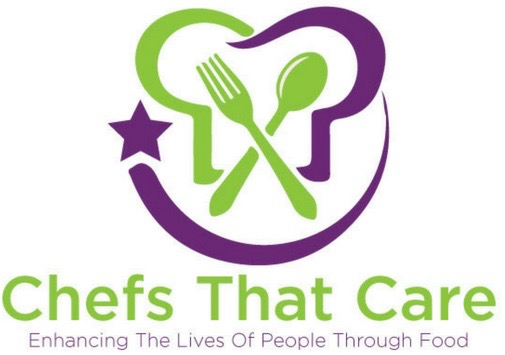 Chefs That Care
Enhancing The Lives Of People Through Food